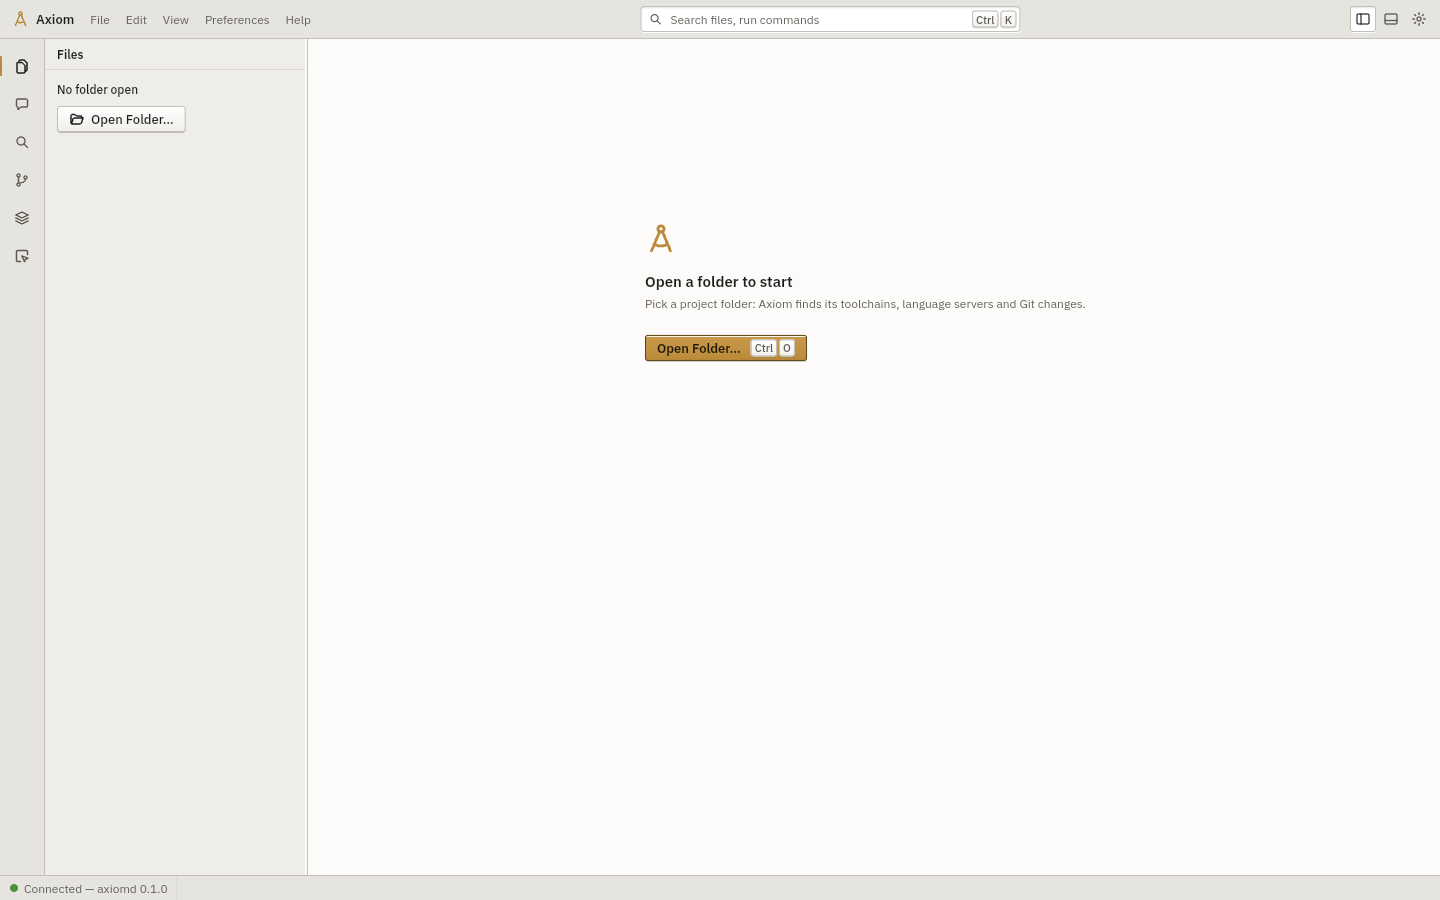 Axiom File Edit View Preferences Help Search files, run commands Ctrl K
Files
No folder open
Open Folder...
Open a folder to start
Pick a project folder: Axiom finds its toolchains, language servers and Git changes.
Open Folder... Ctrl O
Connected — axiomd 0.1.0